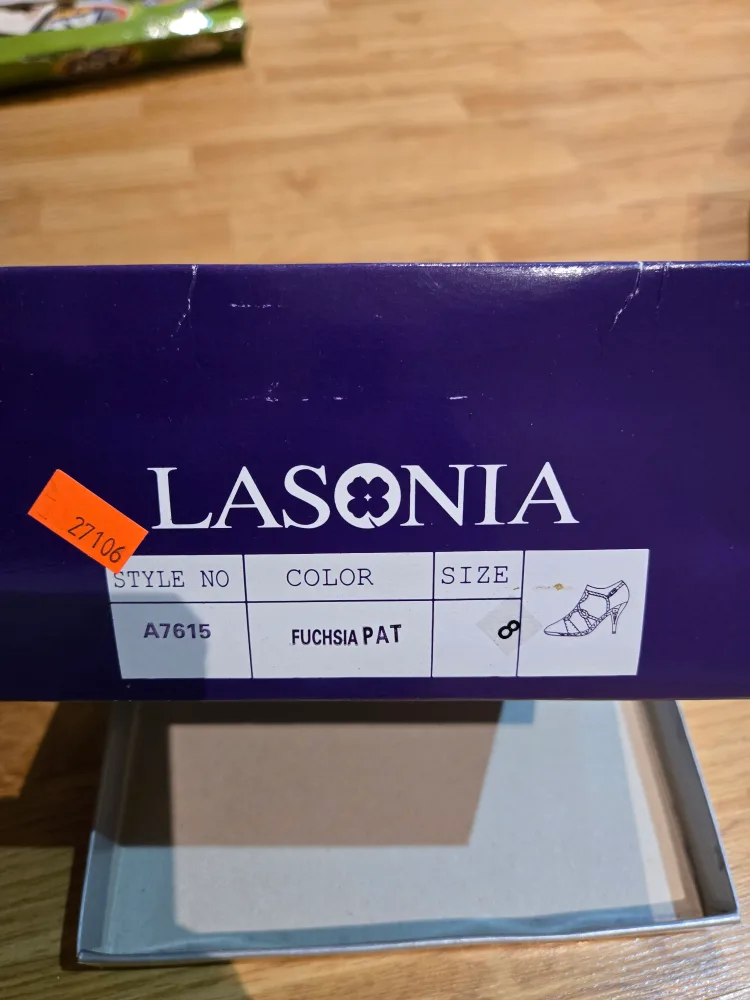 LASONIA
27106
STYLE NO COLOR SIZE
A7615 FUCHSIA PAT 8